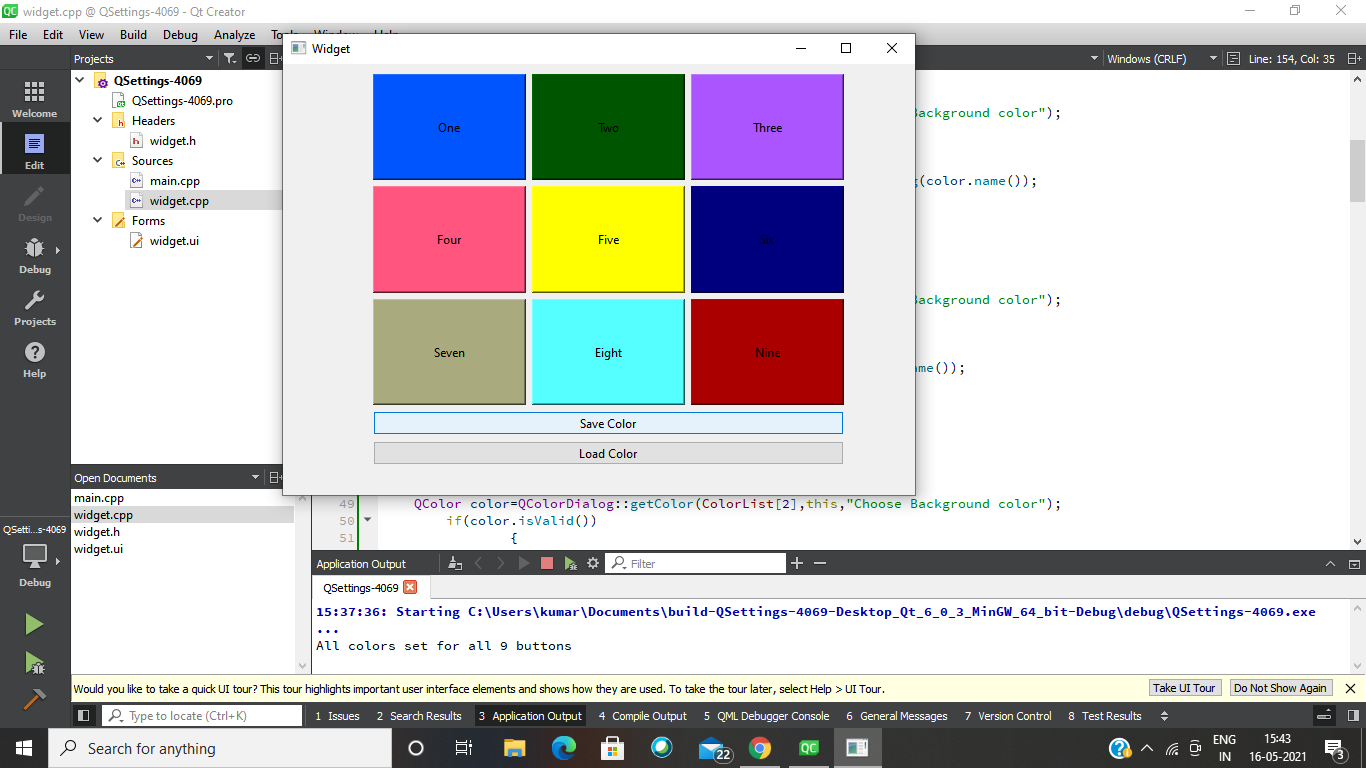 widget.cpp @ QSettings-4069 - Qt Creator
File Edit View Build Debug Analyze
Projects
Windows (CRLF)
Line: 154, Col: 35
Welcome
Edit
Design
Debug
Projects
Help
QSettings-4069
QSettings-4069.pro
Headers
widget.h
Sources
main.cpp
widget.cpp
Forms
widget.ui
Widget
One Two Three
Four Five Six
Seven Eight Nine
Save Color
Load Color
Background color");
(color.name());
Background color");
me());
49 QColor color=QColorDialog::getColor(ColorList[2],this,"Choose Background color");
50 if(color.isValid())
51 {
Open Documents
main.cpp
widget.cpp
widget.h
widget.ui
QSetti...s-4069
Debug
Application Output
Filter
QSettings-4069
15:37:36: Starting C:\Users\kumar\Documents\build-QSettings-4069-Desktop_Qt_6_0_3_MinGW_64_bit-Debug\debug\QSettings-4069.exe
...
All colors set for all 9 buttons
Would you like to take a quick UI tour? This tour highlights important user interface elements and shows how they are used. To take the tour later, select Help > UI Tour.
Take UI Tour
Do Not Show Again
Type to locate (Ctrl+K)
1 Issues 2 Search Results 3 Application Output 4 Compile Output 5 QML Debugger Console 6 General Messages 7 Version Control 8 Test Results
Search for anything
22
QC
ENG
IN
15:43
16-05-2021
3